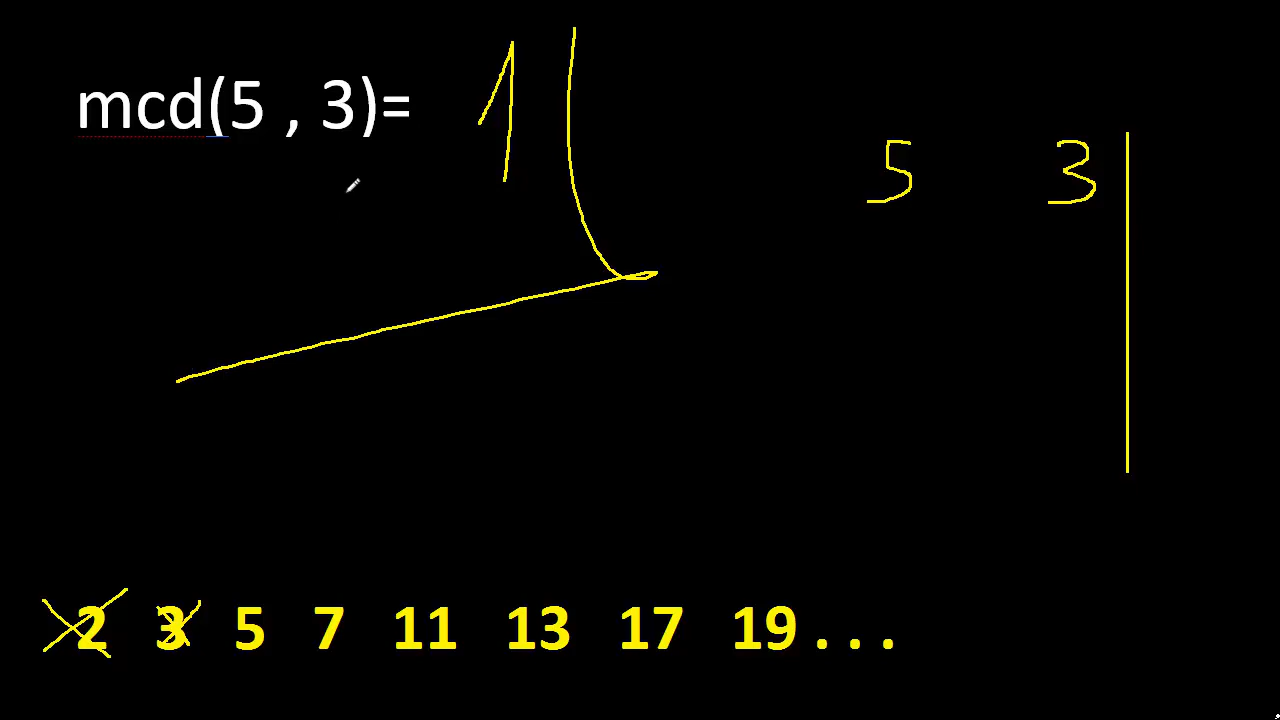 mcd(5 , 3)= 1
5 3
2 3 5 7 11 13 17 19 . . .